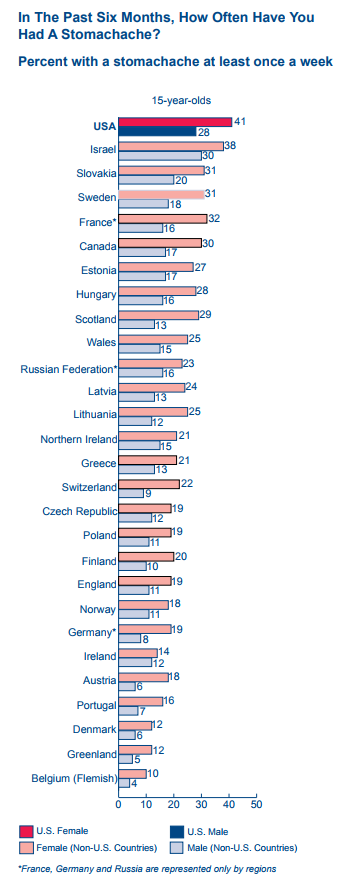 In The Past Six Months, How Often Have You
Had A Stomachache?
Percent with a stomachache at least once a week
15-year-olds
USA 41
28
Israel 38
30
Slovakia 31
20
Sweden 31
18
France* 32
16
Canada 30
17
Estonia 27
17
Hungary 28
16
Scotland 29
13
Wales 25
15
Russian Federation* 23
16
Latvia 24
13
Lithuania 25
12
Northern Ireland 21
15
Greece 21
13
Switzerland 22
9
Czech Republic 19
12
Poland 19
11
Finland 20
10
England 19
11
Norway 18
11
Germany* 19
8
Ireland 14
12
Austria 18
6
Portugal 16
7
Denmark 12
6
Greenland 12
5
Belgium (Flemish) 10
4
0 10 20 30 40 50
U.S. Female U.S. Male
Female (Non-U.S. Countries) Male (Non-U.S. Countries)
*France, Germany and Russia are represented only by regions